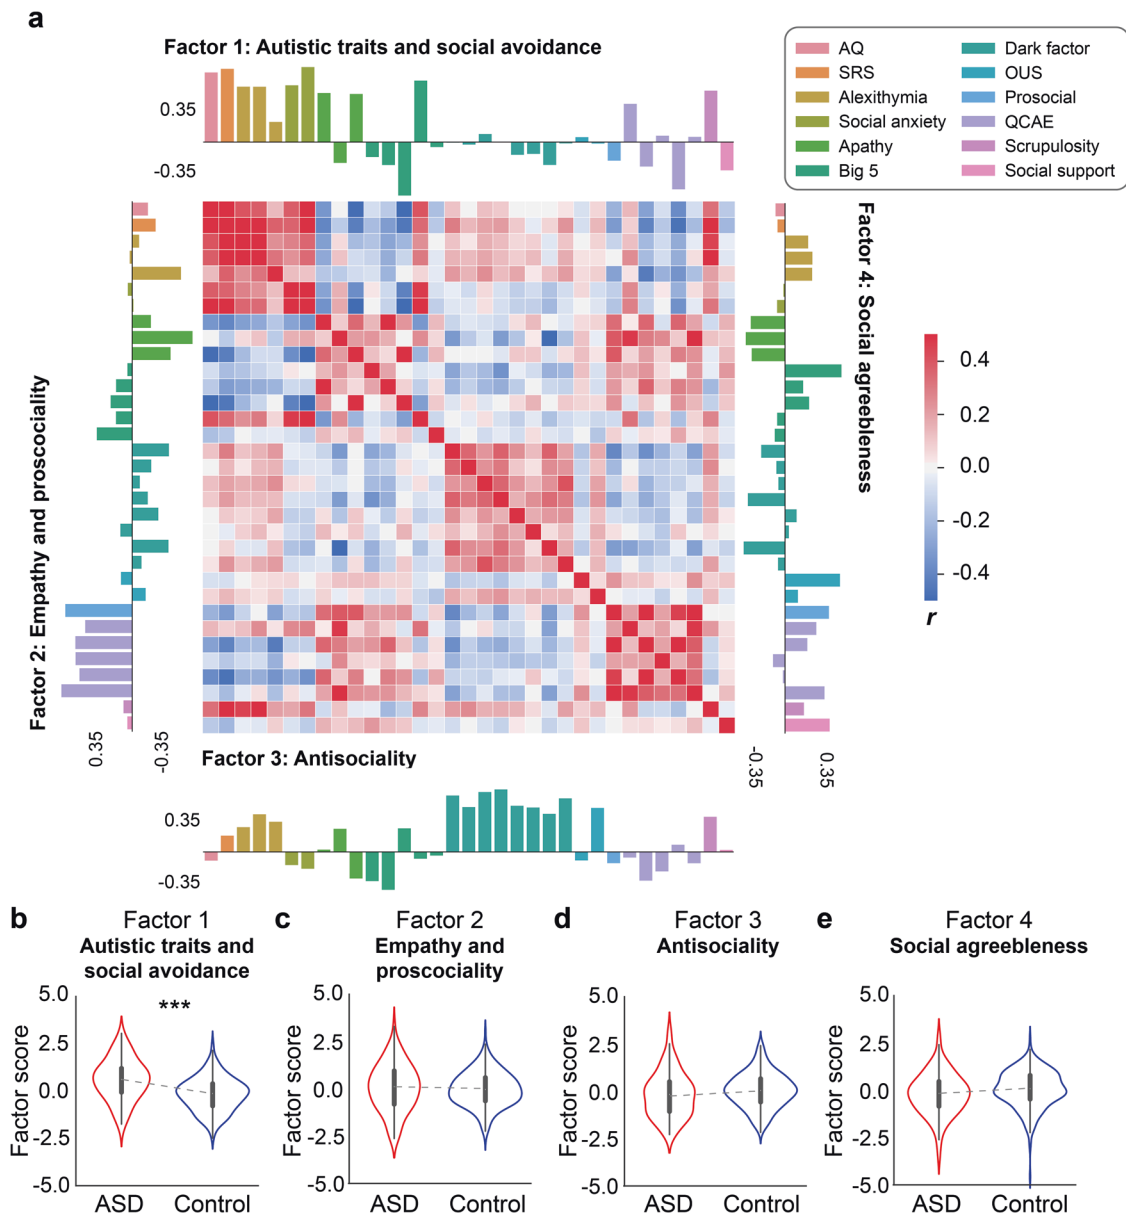 a
Factor 1: Autistic traits and social avoidance
0.35
-0.35
AQ
SRS
Alexithymia
Social anxiety
Apathy
Big 5
Dark factor
OUS
Prosocial
QCAE
Scrupulosity
Social support
Factor 2: Empathy and proscociality
0.35
-0.35
Factor 4: Social agreebleness
-0.35
0.35
0.4
0.2
0.0
-0.2
-0.4
r
Factor 3: Antisociality
0.35
-0.35
b
Factor 1
Autistic traits and
social avoidance
***
Factor score
5.0
2.5
0.0
-2.5
-5.0
ASD
Control
c
Factor 2
Empathy and
proscociality
Factor score
5.0
2.5
0.0
-2.5
-5.0
ASD
Control
d
Factor 3
Antisociality
Factor score
5.0
2.5
0.0
-2.5
-5.0
ASD
Control
e
Factor 4
Social agreebleness
Factor score
5.0
2.5
0.0
-2.5
-5.0
ASD
Control